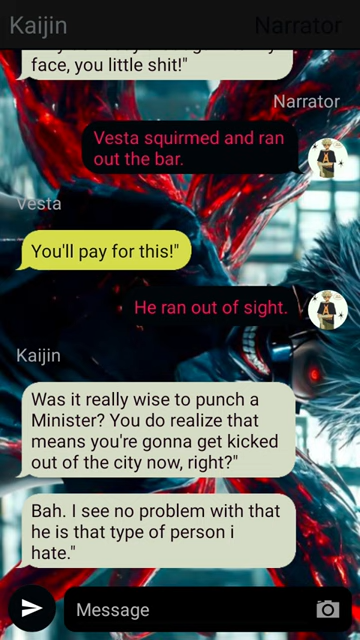 Kaijin
Narrator
face, you little shit!"
Narrator
Vesta squirmed and ran
out the bar.
Vesta
You'll pay for this!"
He ran out of sight.
Kaijin
Was it really wise to punch a
Minister? You do realize that
means you're gonna get kicked
out of the city now, right?"
Bah. I see no problem with that
he is that type of person i
hate."
Message